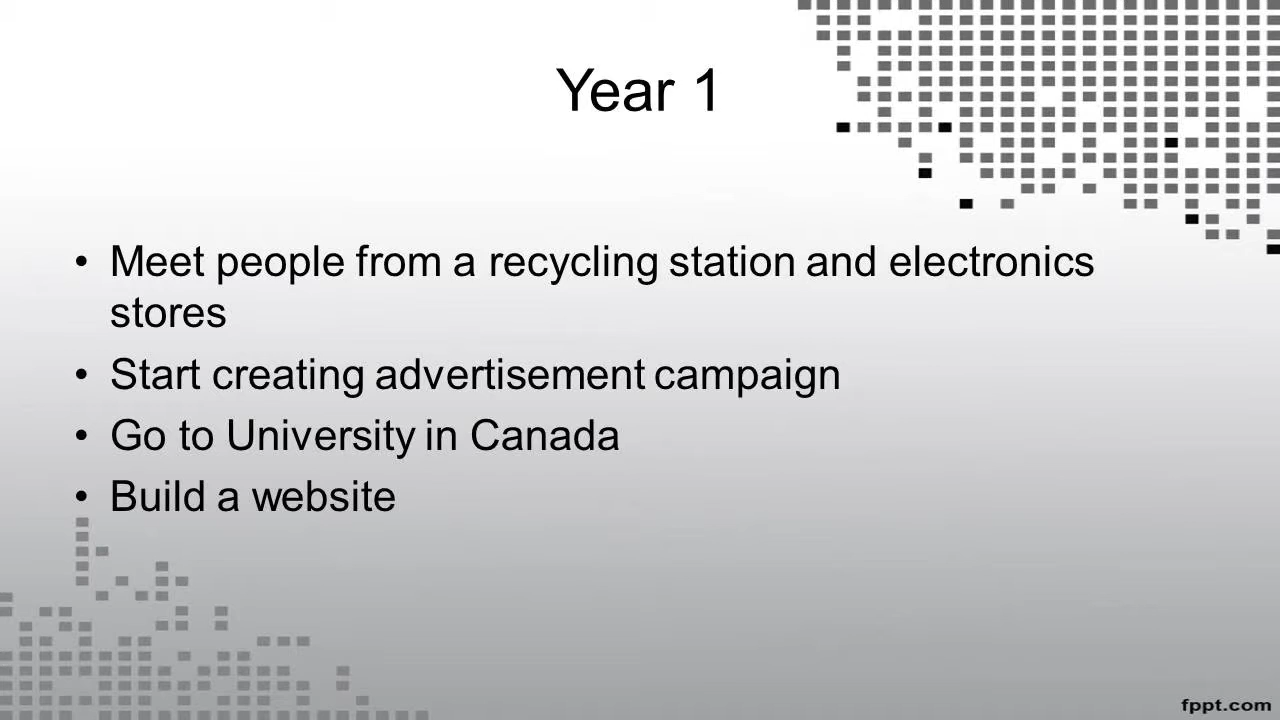 Year 1
• Meet people from a recycling station and electronics
stores
• Start creating advertisement campaign
• Go to University in Canada
• Build a website
fppt.com